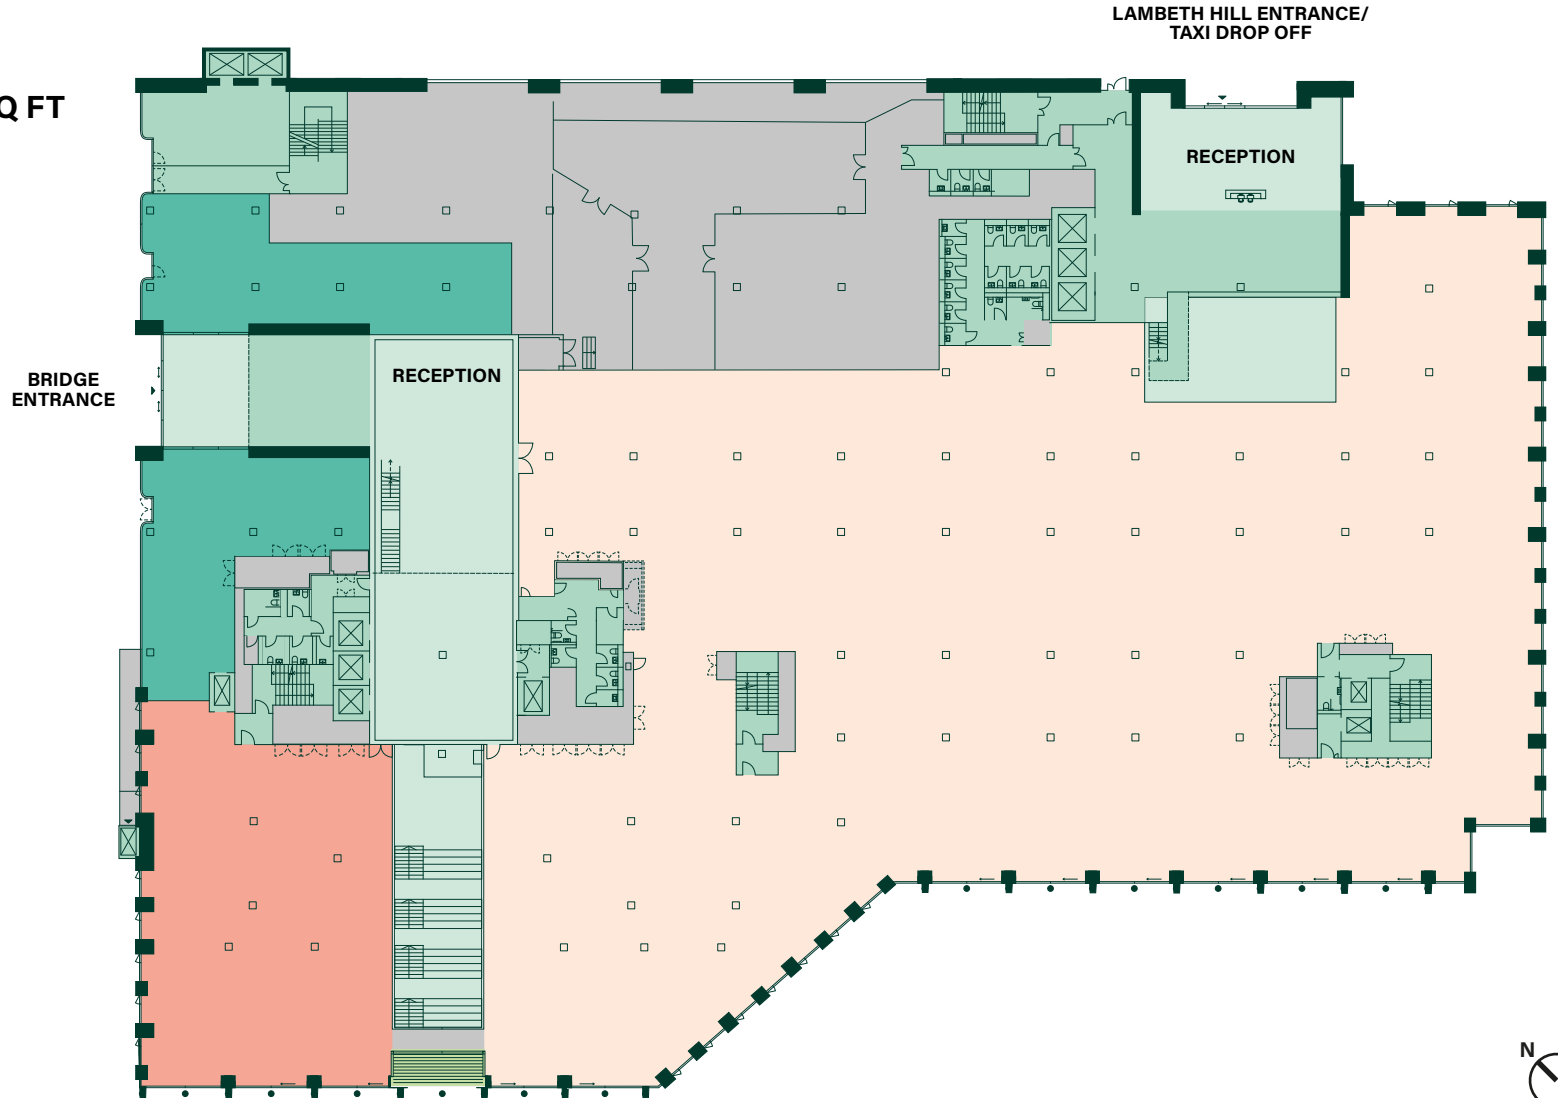 LAMBETH HILL ENTRANCE/
TAXI DROP OFF
Q FT
RECEPTION
BRIDGE
ENTRANCE
RECEPTION
N